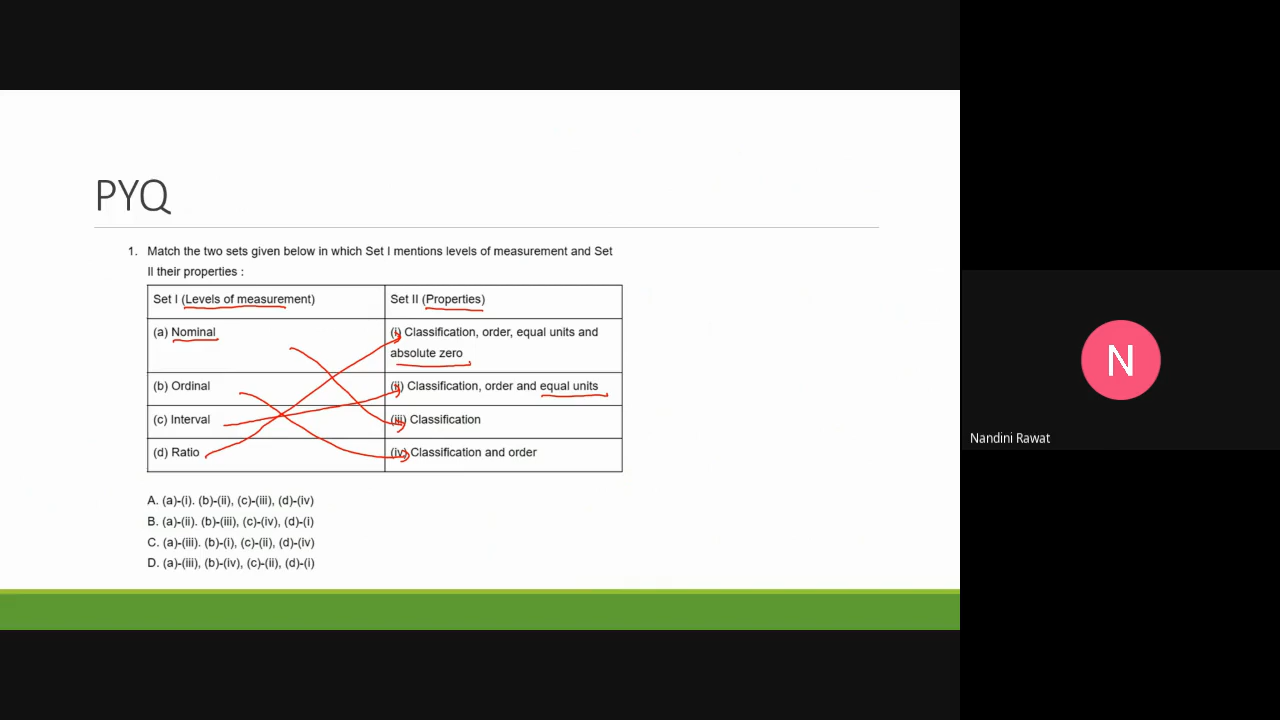 PYQ
1. Match the two sets given below in which Set I mentions levels of measurement and Set
II their properties :
Set I (Levels of measurement)
Set II (Properties)
(a) Nominal
(i) Classification, order, equal units and
absolute zero
(b) Ordinal
(ii) Classification, order and equal units
(c) Interval
(iii) Classification
(d) Ratio
(iv) Classification and order
A. (a)-(i). (b)-(ii), (c)-(iii), (d)-(iv)
B. (a)-(ii). (b)-(iii), (c)-(iv), (d)-(i)
C. (a)-(iii). (b)-(i), (c)-(ii), (d)-(iv)
D. (a)-(iii), (b)-(iv), (c)-(ii), (d)-(i)
N
Nandini Rawat